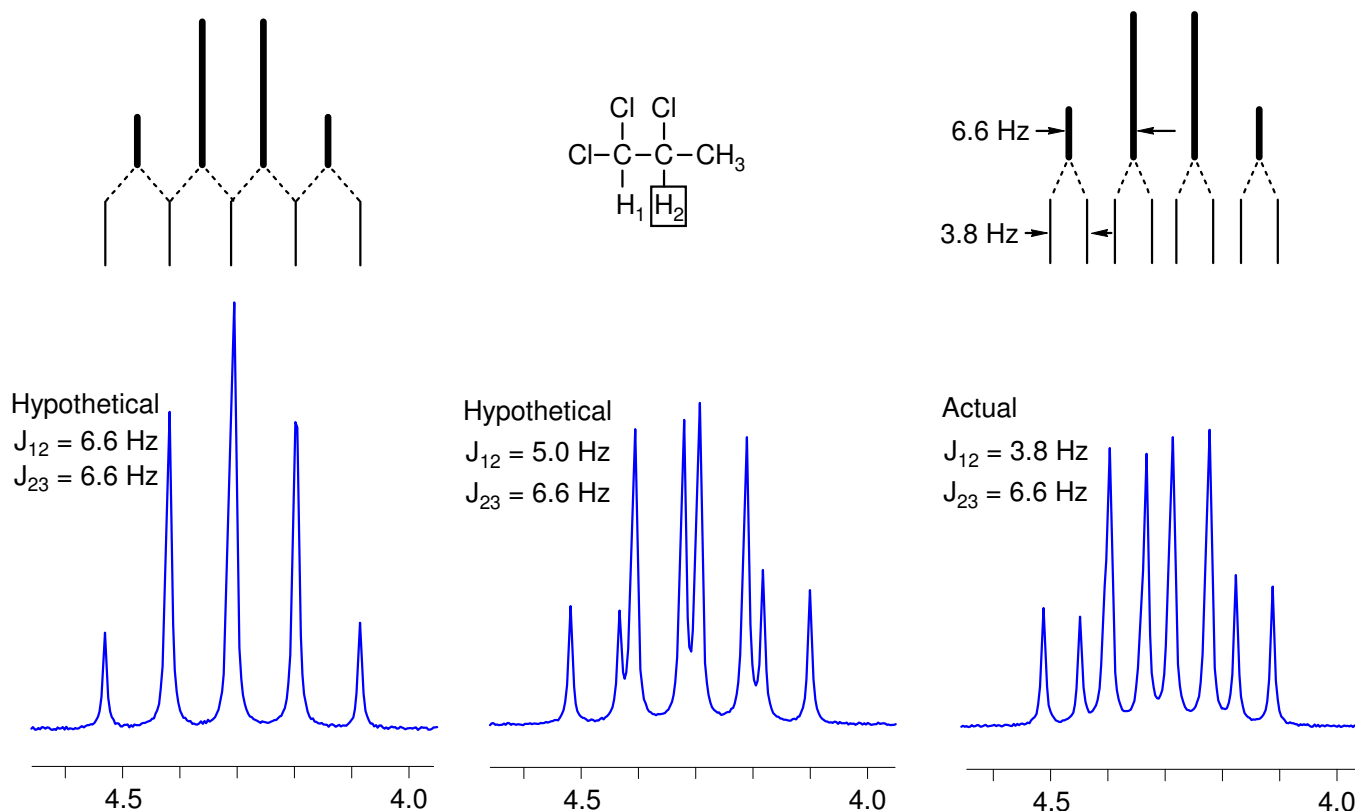 Cl Cl
Cl–C–C–CH₃
H₁ H₂
6.6 Hz
3.8 Hz
Hypothetical
J₁₂ = 6.6 Hz
J₂₃ = 6.6 Hz
Hypothetical
J₁₂ = 5.0 Hz
J₂₃ = 6.6 Hz
Actual
J₁₂ = 3.8 Hz
J₂₃ = 6.6 Hz
4.5 4.0
4.5 4.0
4.5 4.0